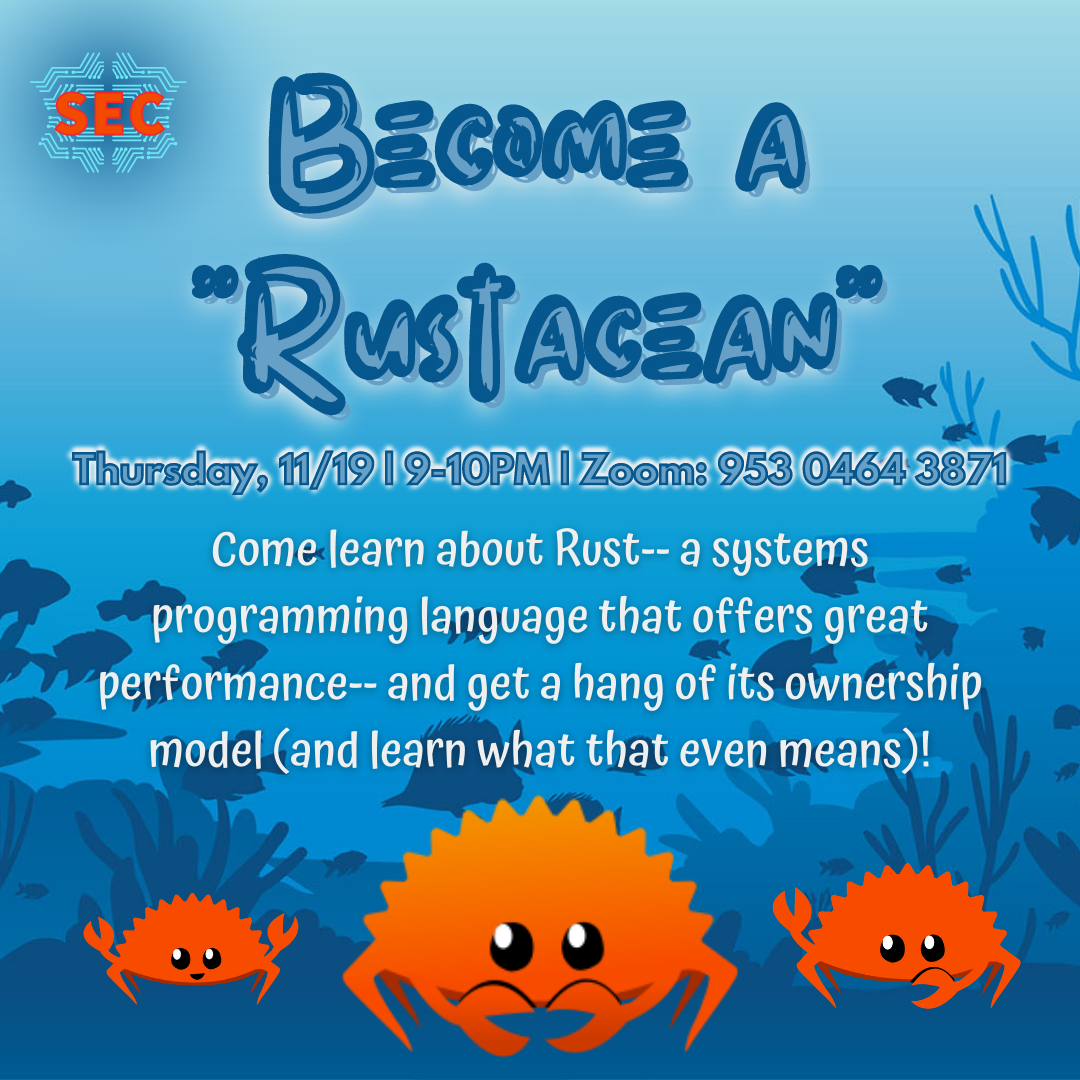 SEC
Become a
"Rustacean"
Thursday, 11/19 | 9-10PM | Zoom: 953 0464 3871
Come learn about Rust-- a systems
programming language that offers great
performance-- and get a hang of its ownership
model (and learn what that even means)!